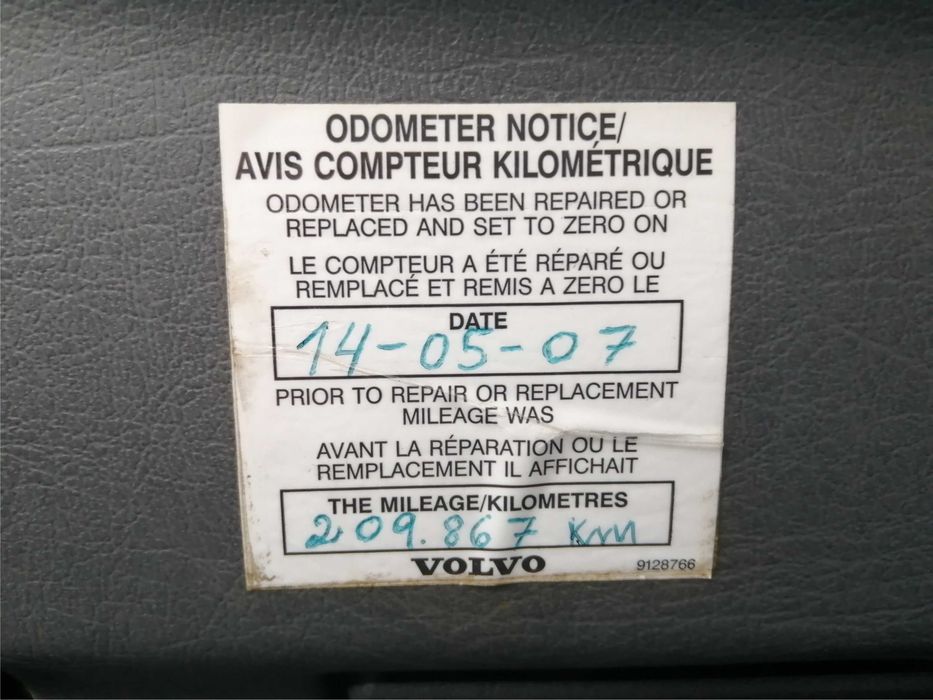 ODOMETER NOTICE/
AVIS COMPTEUR KILOMÉTRIQUE
ODOMETER HAS BEEN REPAIRED OR
REPLACED AND SET TO ZERO ON
LE COMPTEUR A ÉTÉ RÉPARÉ OU
REMPLACÉ ET REMIS A ZERO LE
DATE
14-05-07
PRIOR TO REPAIR OR REPLACEMENT
MILEAGE WAS
AVANT LA RÉPARATION OU LE
REMPLACEMENT IL AFFICHAIT
THE MILEAGE/KILOMETRES
209.867 Km
VOLVO 9128766